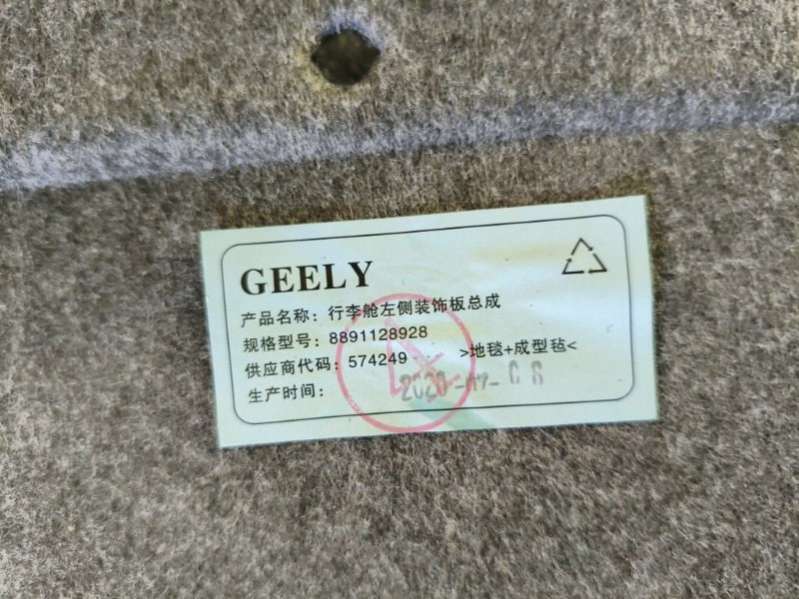 GEELY
产品名称：行李舱左侧装饰板总成
规格型号：8891128928
供应商代码：574249 >地毯+成型毡<
生产时间：